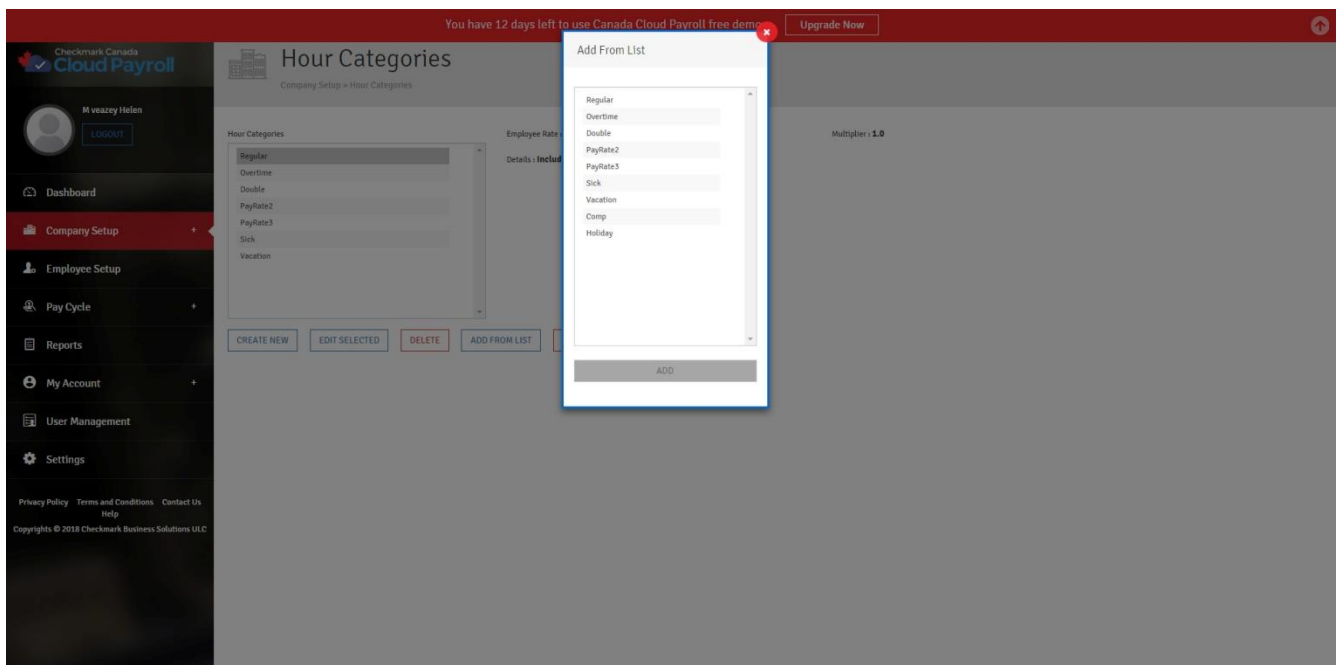 You have 12 days left to use Canada Cloud Payroll free demo
Upgrade Now
Checkmark Canada
Cloud Payroll
M veazey Helen
LOGOUT
Dashboard
Company Setup +
Employee Setup
Pay Cycle +
Reports
My Account +
User Management
Settings
Privacy Policy Terms and Conditions Contact Us
Help
Copyrights © 2018 Checkmark Business Solutions ULC
Hour Categories
Company Setup » Hour Categories
Hour Categories
Regular
Overtime
Double
PayRate2
PayRate3
Sick
Vacation
CREATE NEW EDIT SELECTED DELETE ADD FROM LIST
Employee Rate
Details : Includ
Multiplier : 1.0
Add From List
Regular
Overtime
Double
PayRate2
PayRate3
Sick
Vacation
Comp
Holiday
ADD